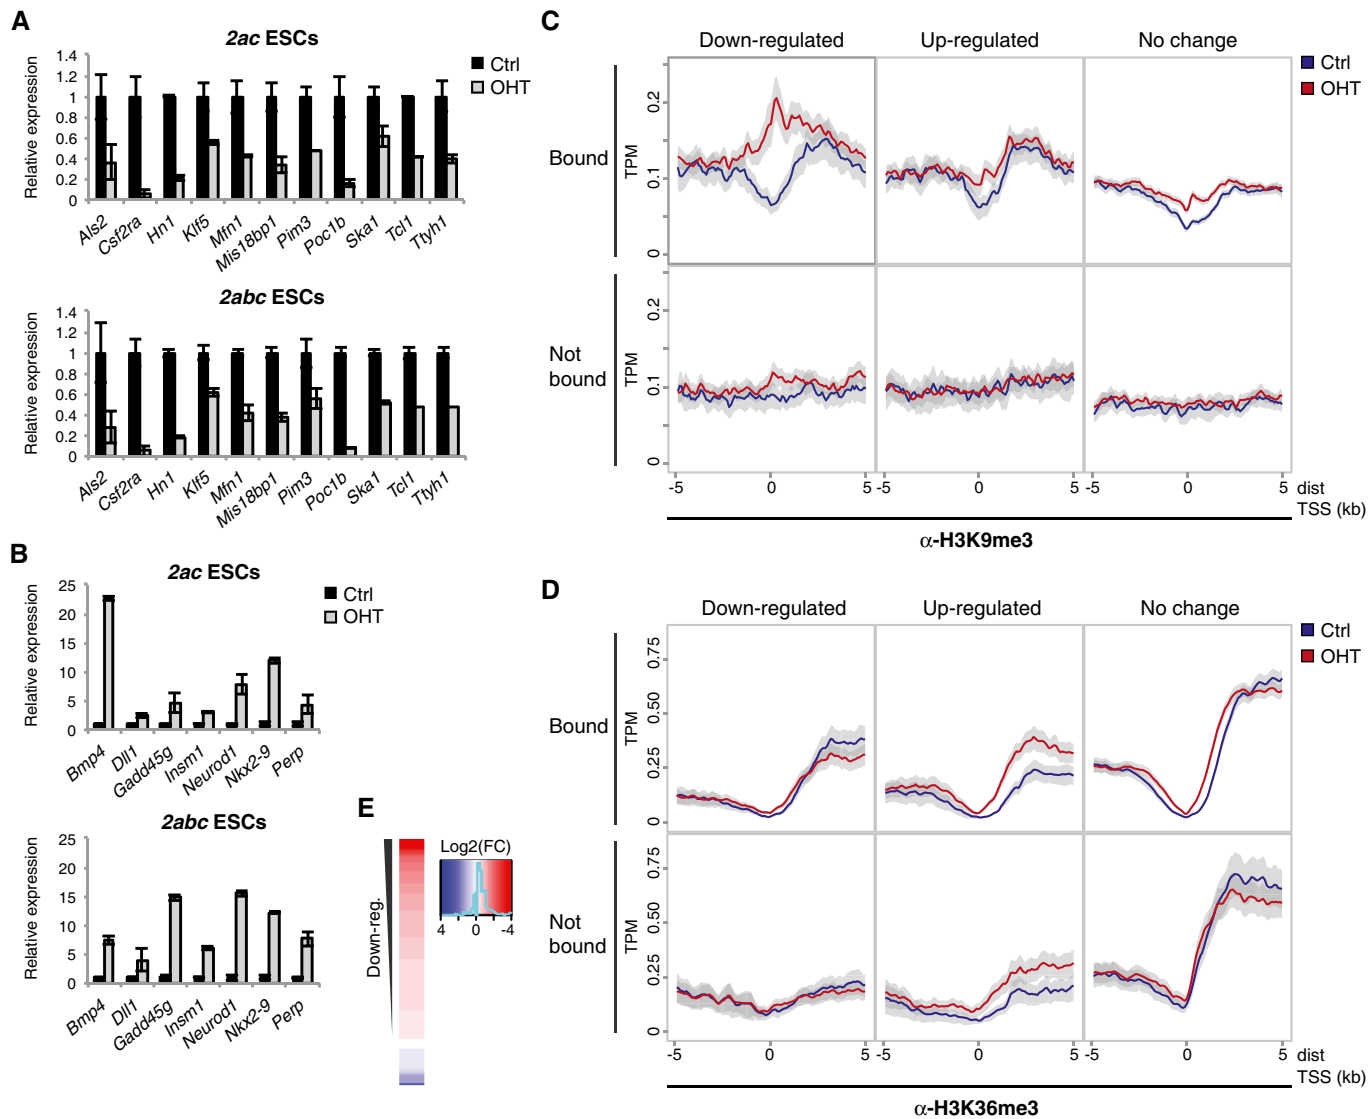 A
2ac ESCs
Relative expression
1.4
1.2
1
0.8
0.6
0.4
0.2
0
Ctrl
OHT
Als2
Csf2ra
Hn1
Klf5
Mfn1
Mis18bp1
Pim3
Poc1b
Ska1
Tcl1
Ttyh1
2abc ESCs
Relative expression
1.4
1.2
1
0.8
0.6
0.4
0.2
0
Als2
Csf2ra
Hn1
Klf5
Mfn1
Mis18bp1
Pim3
Poc1b
Ska1
Tcl1
Ttyh1
B
2ac ESCs
Relative expression
25
20
15
10
5
0
Ctrl
OHT
Bmp4
Dll1
Gadd45g
Insm1
Neurod1
Nkx2-9
Perp
2abc ESCs
Relative expression
25
20
15
10
5
0
Bmp4
Dll1
Gadd45g
Insm1
Neurod1
Nkx2-9
Perp
C
Down-regulated
Up-regulated
No change
Ctrl
OHT
Bound
TPM
0.2
0.1
0
Not
bound
TPM
0.2
0.1
0
-5
0
5
-5
0
5
-5
0
5
dist
TSS (kb)
α-H3K9me3
D
Down-regulated
Up-regulated
No change
Ctrl
OHT
Bound
TPM
0.75
0.50
0.25
0
Not
bound
TPM
0.75
0.50
0.25
0
-5
0
5
-5
0
5
-5
0
5
dist
TSS (kb)
α-H3K36me3
E
Down-reg.
Log2(FC)
4
0
-4